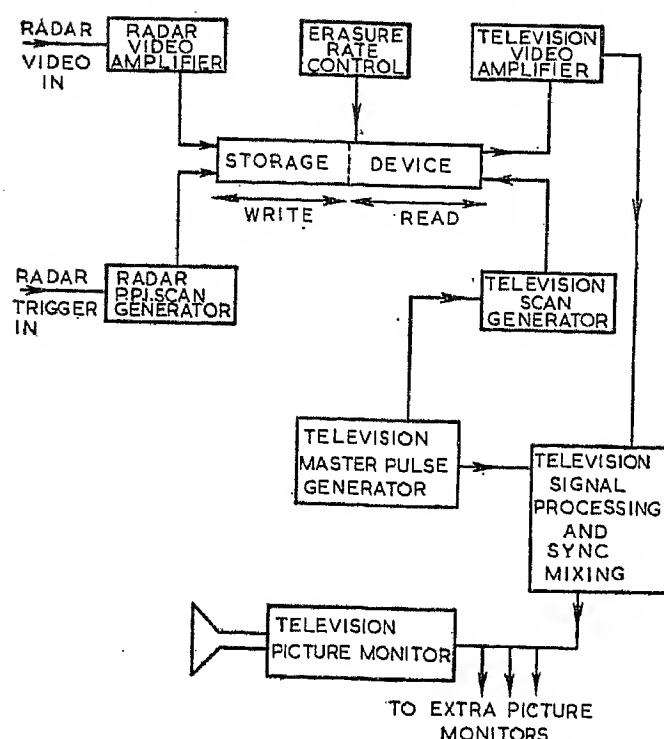 RADAR
VIDEO
IN
RADAR
VIDEO
AMPLIFIER
ERASURE
RATE
CONTROL
TELEVISION
VIDEO
AMPLIFIER
STORAGE DEVICE
WRITE READ
RADAR
TRIGGER
IN
RADAR
P.P.I. SCAN
GENERATOR
TELEVISION
SCAN
GENERATOR
TELEVISION
MASTER PULSE
GENERATOR
TELEVISION
SIGNAL
PROCESSING
AND
SYNC
MIXING
TELEVISION
PICTURE MONITOR
TO EXTRA PICTURE
MONITORS